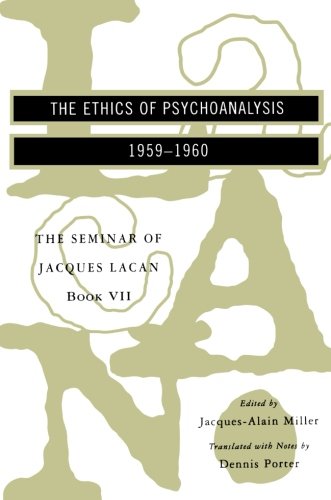 LACAN
THE ETHICS OF PSYCHOANALYSIS
1959–1960
THE SEMINAR OF
JACQUES LACAN
BOOK VII
Edited by
Jacques-Alain Miller
Translated with Notes by
Dennis Porter